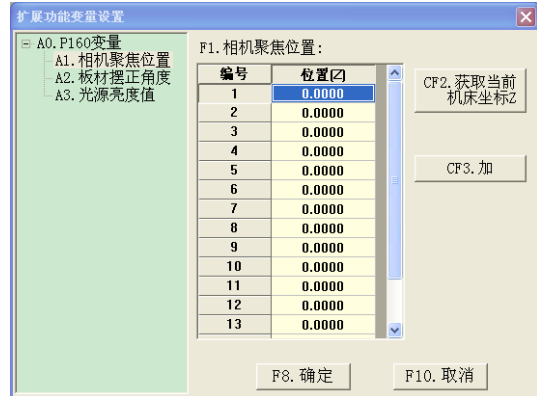 扩展功能变量设置
A0.P160变量
A1.相机聚焦位置
A2.板材摆正角度
A3.光源亮度值
F1.相机聚焦位置:
编号 位置(Z)
1 0.0000
2 0.0000
3 0.0000
4 0.0000
5 0.0000
6 0.0000
7 0.0000
8 0.0000
9 0.0000
10 0.0000
11 0.0000
12 0.0000
13 0.0000
CF2.获取当前
机床坐标Z
CF3.加
F8.确定
F10.取消